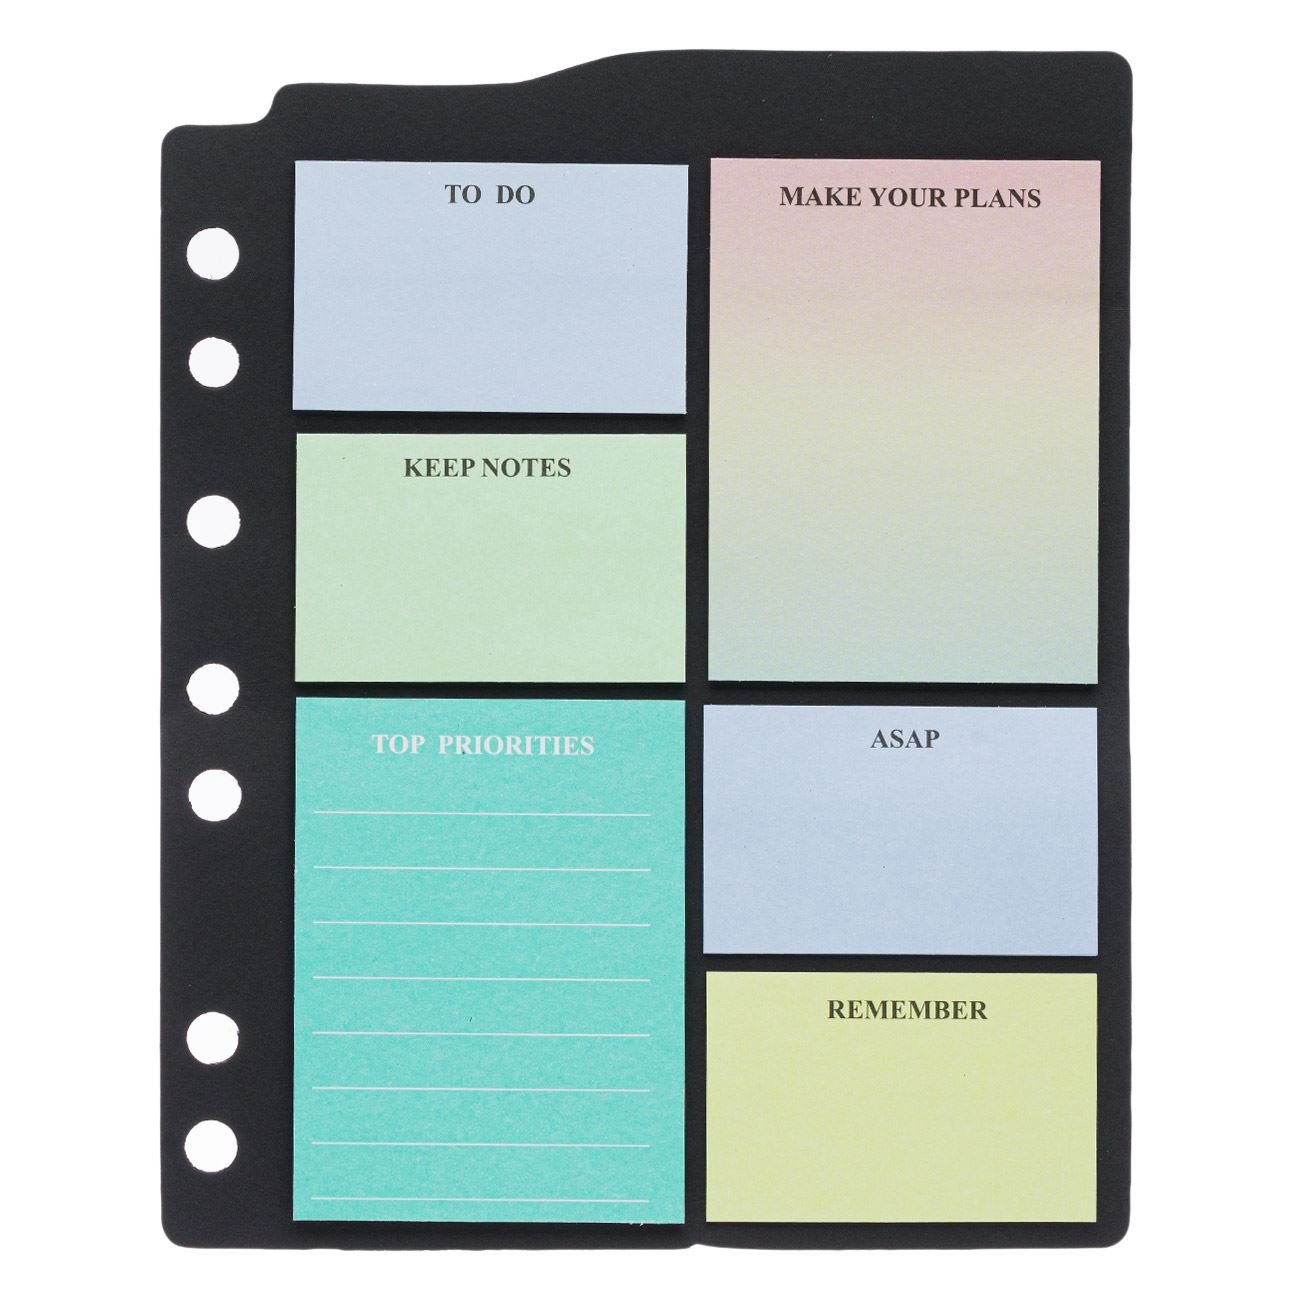 TO DO
KEEP NOTES
TOP PRIORITIES
MAKE YOUR PLANS
ASAP
REMEMBER